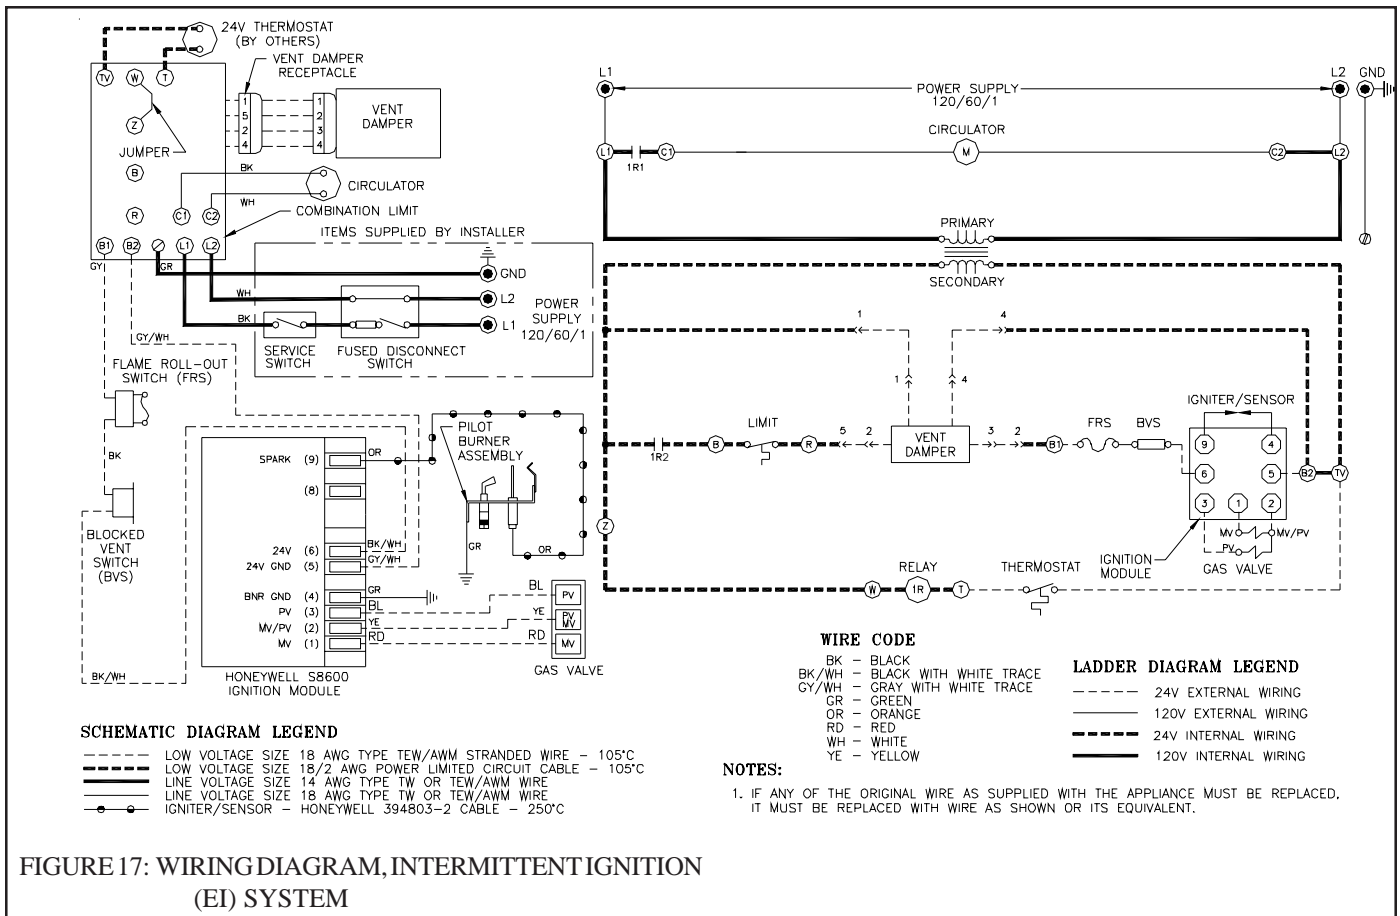 24V THERMOSTAT
(BY OTHERS)
VENT DAMPER
RECEPTACLE
TV
W
T
Z
JUMPER
B
R
C1
C2
B1
B2
L1
L2
1
5
2
4
1
2
3
4
VENT
DAMPER
BK
WH
CIRCULATOR
COMBINATION LIMIT
ITEMS SUPPLIED BY INSTALLER
GY
GR
GND
WH
L2
BK
L1
POWER
SUPPLY
120/60/1
SERVICE
SWITCH
FUSED DISCONNECT
SWITCH
GY/WH
FLAME ROLL-OUT
SWITCH (FRS)
BK
BLOCKED
VENT
SWITCH
(BVS)
BK/WH
SPARK (9)
(8)
24V (6)
24V GND (5)
BNR GND (4)
PV (3)
MV/PV (2)
MV (1)
OR
BK/WH
GY/WH
GR
BL
YE
RD
HONEYWELL S8600
IGNITION MODULE
PILOT
BURNER
ASSEMBLY
GR
OR
BL
YE
RD
PV
PV
MV
MV
GAS VALVE
L1
L2 GND
POWER SUPPLY
120/60/1
CIRCULATOR
L1
1R1
C1
M
C2
L2
PRIMARY
SECONDARY
1
4
1
4
LIMIT
1R2
B
R
5
2
VENT
DAMPER
3
2
B1
FRS
BVS
IGNITER/SENSOR
9
4
6
5
3
1
2
B2
TV
MV
MV/PV
PV
IGNITION
MODULE
GAS VALVE
Z
RELAY
W
1R
T
THERMOSTAT
WIRE CODE
BK – BLACK
BK/WH – BLACK WITH WHITE TRACE
GY/WH – GRAY WITH WHITE TRACE
GR – GREEN
OR – ORANGE
RD – RED
WH – WHITE
YE – YELLOW
LADDER DIAGRAM LEGEND
24V EXTERNAL WIRING
120V EXTERNAL WIRING
24V INTERNAL WIRING
120V INTERNAL WIRING
SCHEMATIC DIAGRAM LEGEND
LOW VOLTAGE SIZE 18 AWG TYPE TEW/AWM STRANDED WIRE – 105°C
LOW VOLTAGE SIZE 18/2 AWG POWER LIMITED CIRCUIT CABLE – 105°C
LINE VOLTAGE SIZE 14 AWG TYPE TW OR TEW/AWM WIRE
LINE VOLTAGE SIZE 18 AWG TYPE TW OR TEW/AWM WIRE
IGNITER/SENSOR – HONEYWELL 394803-2 CABLE – 250°C
NOTES:
1. IF ANY OF THE ORIGINAL WIRE AS SUPPLIED WITH THE APPLIANCE MUST BE REPLACED,
IT MUST BE REPLACED WITH WIRE AS SHOWN OR ITS EQUIVALENT.
FIGURE 17: WIRING DIAGRAM, INTERMITTENT IGNITION
(EI) SYSTEM